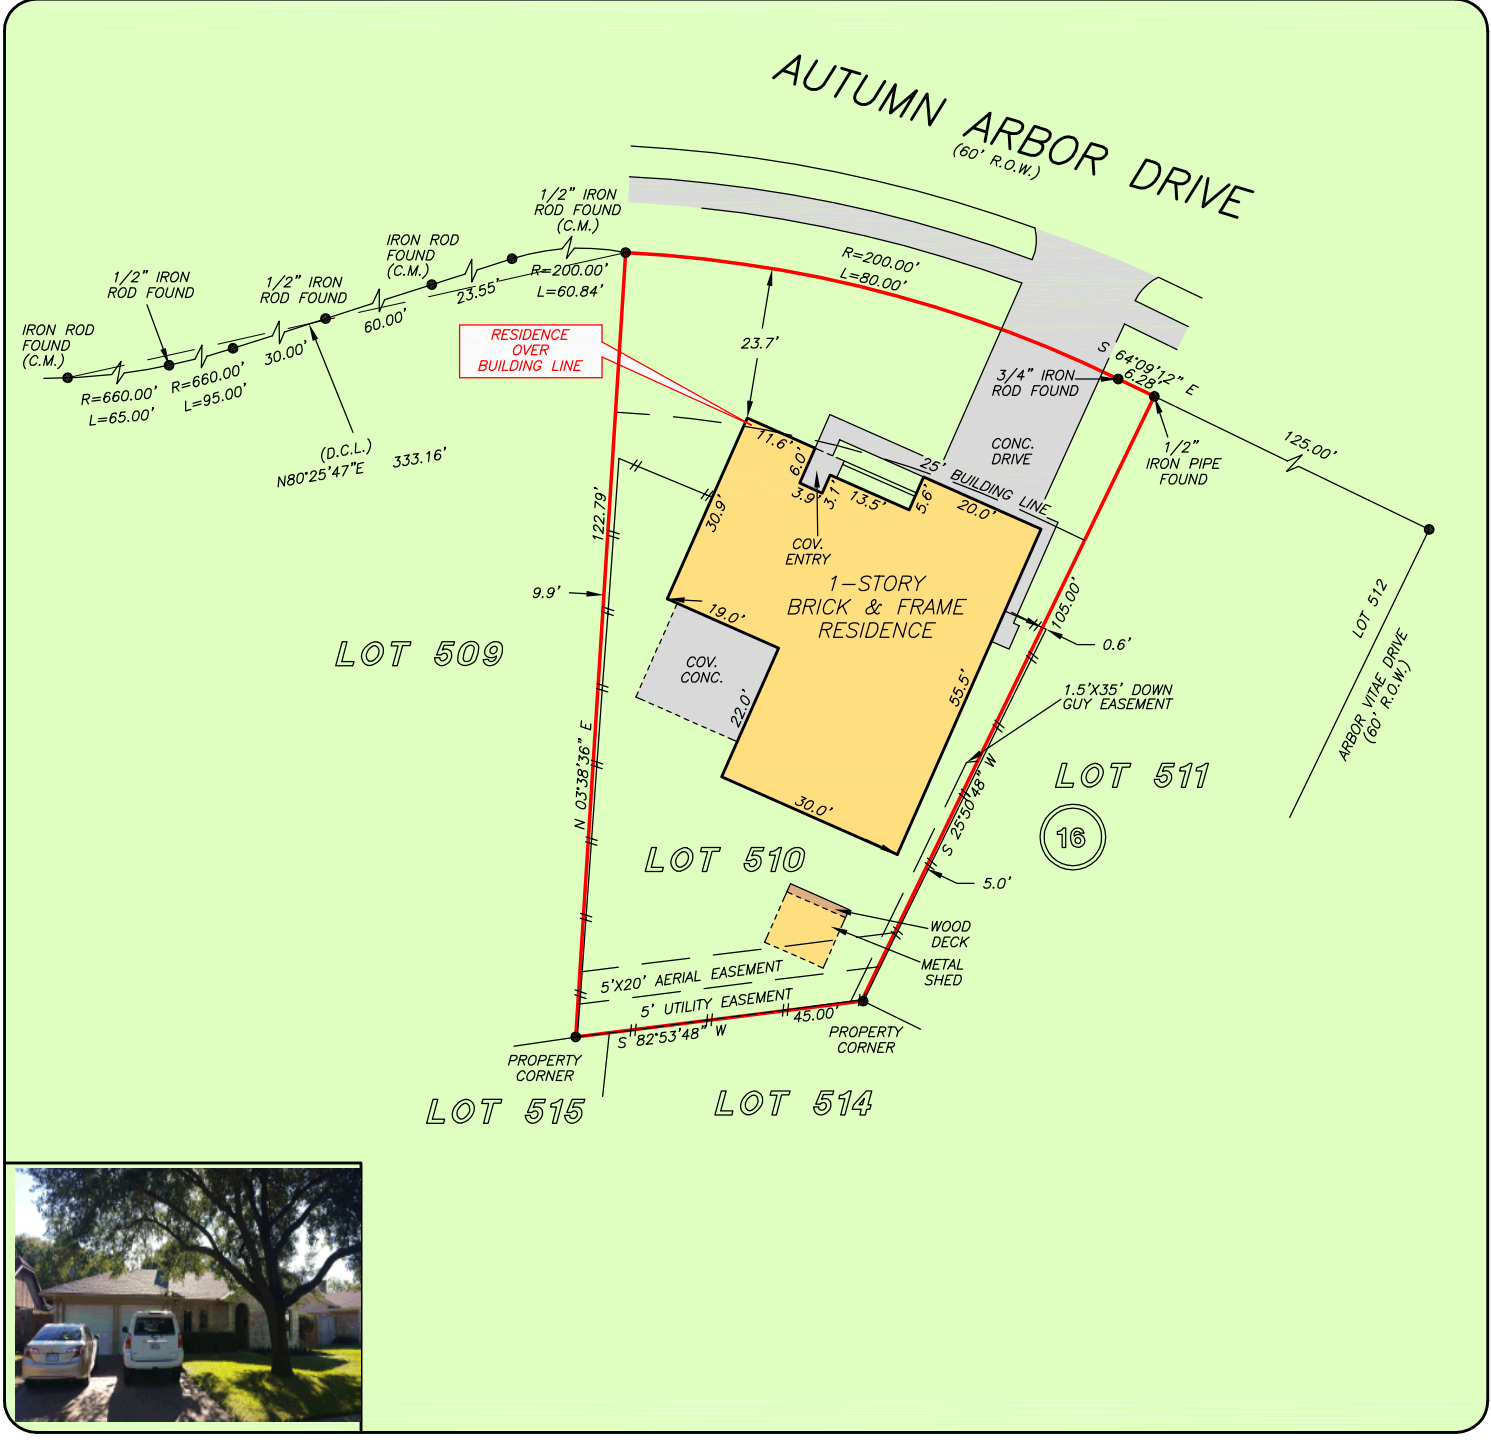 AUTUMN ARBOR DRIVE
(60' R.O.W.)
1/2" IRON
ROD FOUND
(C.M.)
IRON ROD
FOUND
(C.M.)
1/2" IRON
ROD FOUND
1/2" IRON
ROD FOUND
IRON ROD
FOUND
(C.M.)
R=660.00'
L=65.00'
R=660.00'
L=95.00'
30.00'
60.00'
23.55'
R=200.00'
L=60.84'
R=200.00'
L=80.00'
(D.C.L.)
N80°25'47"E 333.16'
RESIDENCE
OVER
BUILDING LINE
23.7'
S 64°09'12" E
6.28'
3/4" IRON
ROD FOUND
1/2"
IRON PIPE
FOUND
125.00'
CONC.
DRIVE
25' BUILDING LINE
11.6'
6.0'
3.9'
3.1'
13.5'
5.6'
20.0'
COV.
ENTRY
30.9'
122.79'
9.9'
1-STORY
BRICK & FRAME
RESIDENCE
19.0'
COV.
CONC.
22.0'
55.5'
30.0'
105.00'
0.6'
1.5'X35' DOWN
GUY EASEMENT
LOT 512
ARBOR VITAE DRIVE
(60' R.O.W.)
LOT 509
N 03°38'36" E
LOT 511
16
S 25°50'48" W
LOT 510
5.0'
WOOD
DECK
METAL
SHED
5'X20' AERIAL EASEMENT
5' UTILITY EASEMENT
S 82°53'48" W
45.00'
PROPERTY
CORNER
PROPERTY
CORNER
LOT 515
LOT 514